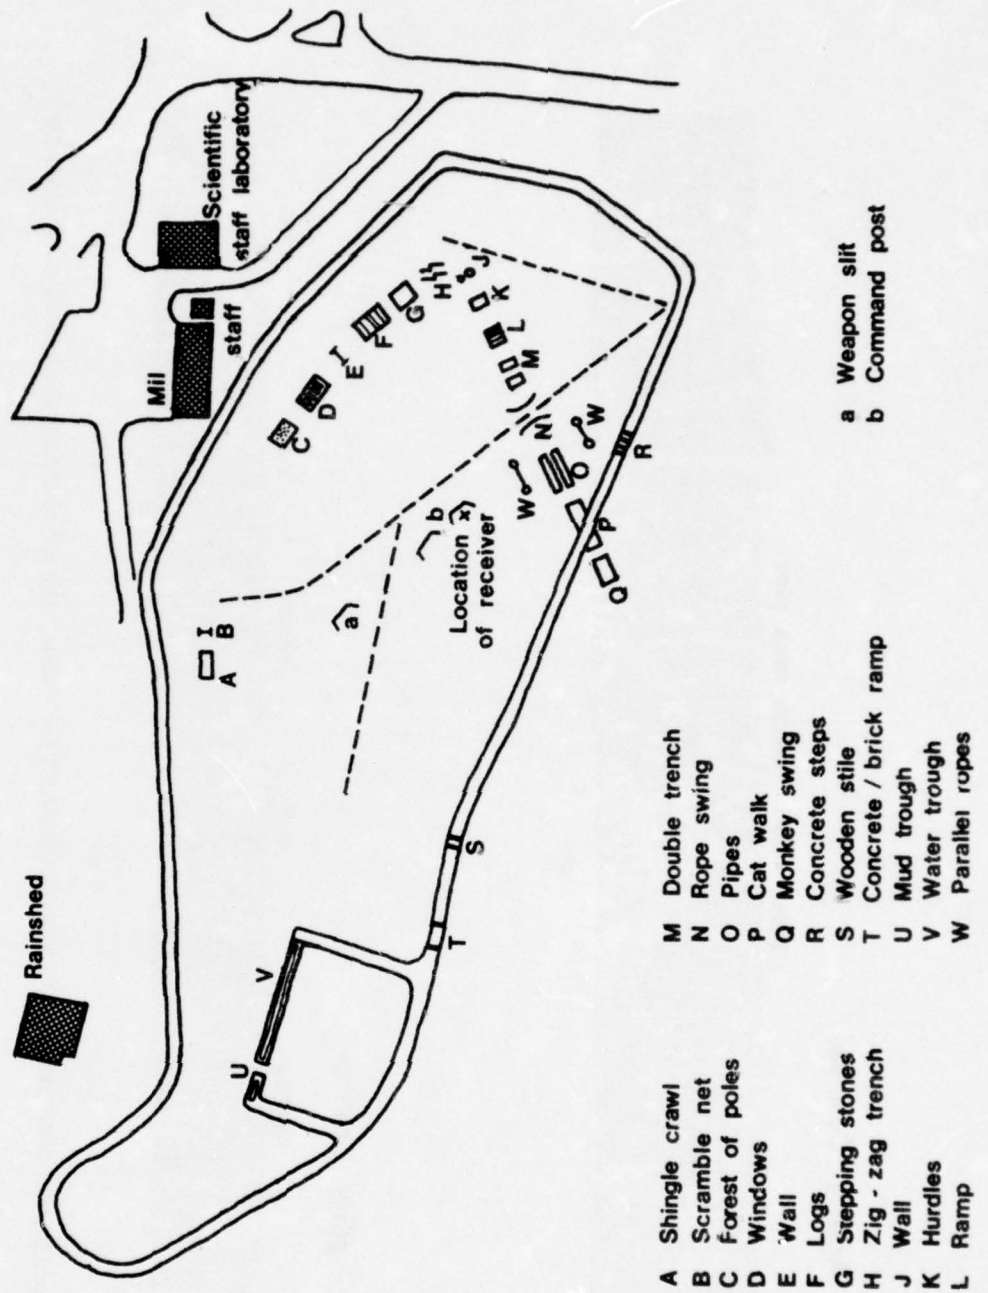 Rainshed
Mil
staff
Scientific
staff laboratory
A
B
C
D
E
F
G
H
J
K
L
M
N
W
W
O
P
Q
R
S
T
U
V
a
b
Location x
of receiver
A Shingle crawl
B Scramble net
C Forest of poles
D Windows
E Wall
F Logs
G Stepping stones
H Zig - zag trench
J Wall
K Hurdles
L Ramp
M Double trench
N Rope swing
O Pipes
P Cat walk
Q Monkey swing
R Concrete steps
S Wooden stile
T Concrete / brick ramp
U Mud trough
V Water trough
W Parallel ropes
a Weapon slit
b Command post